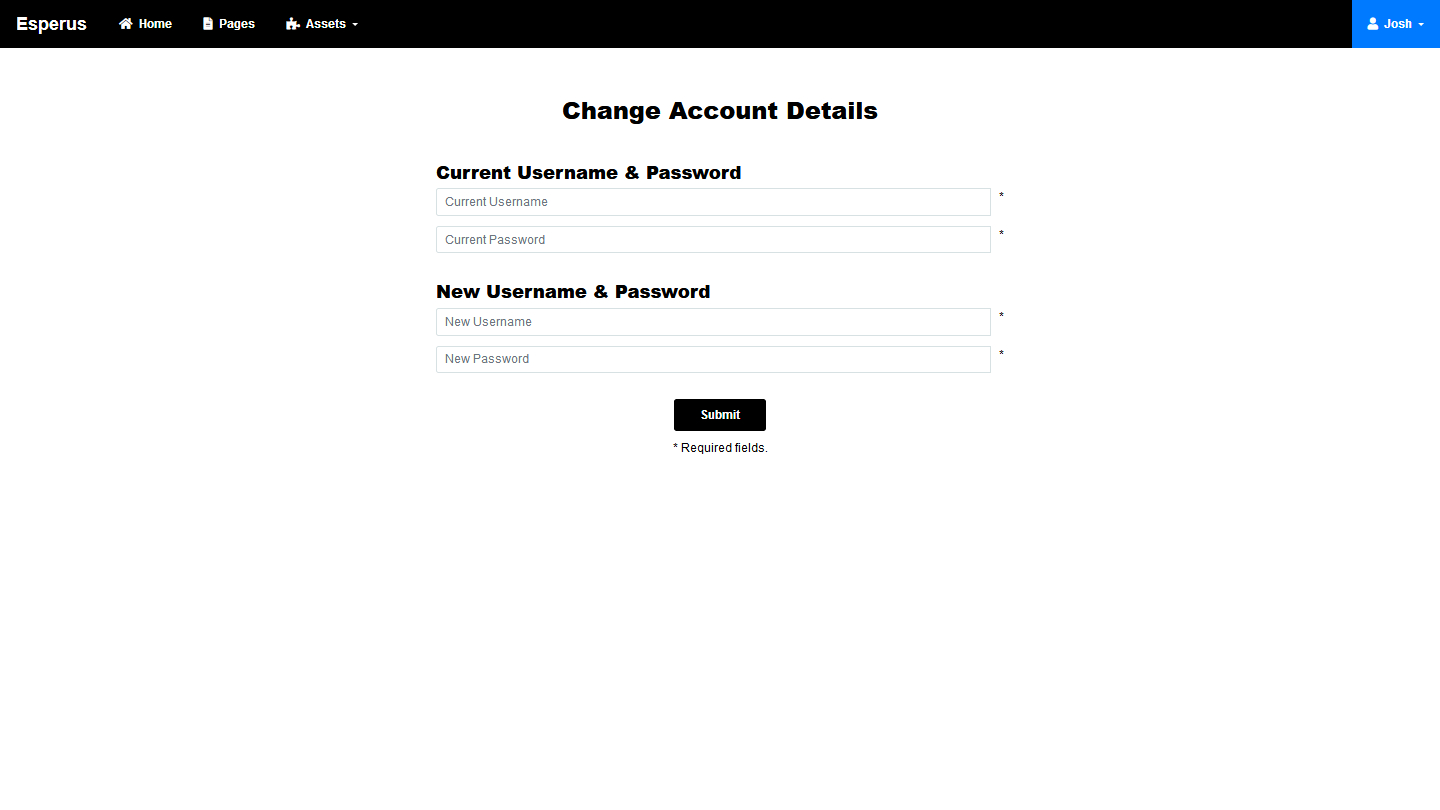 Esperus Home Pages Assets Josh
Change Account Details
Current Username & Password
Current Username *
Current Password *
New Username & Password
New Username *
New Password *
Submit
* Required fields.